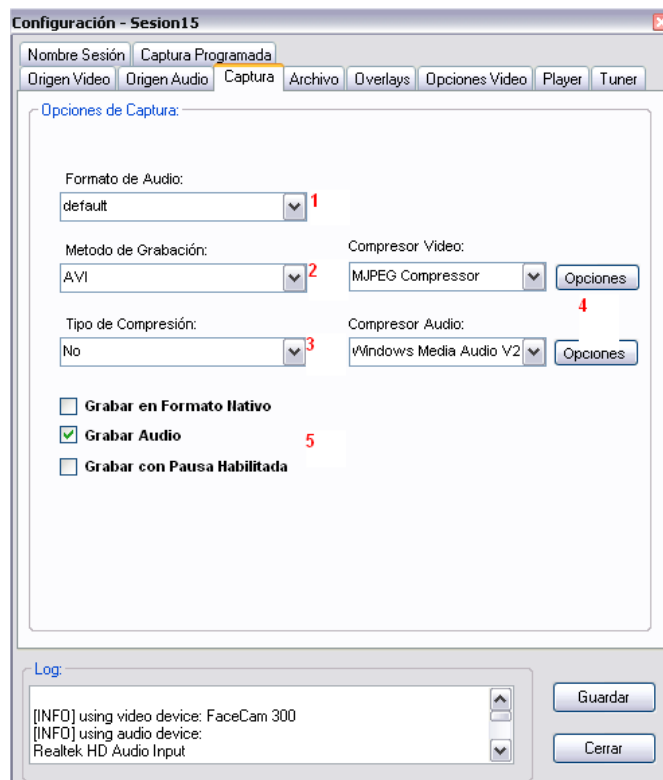 Configuración - Sesion15
Nombre Sesión Captura Programada
Origen Video Origen Audio Captura Archivo Overlays Opciones Video Player Tuner
Opciones de Captura:
Formato de Audio:
default 1
Metodo de Grabación: Compresor Video:
AVI 2 MJPEG Compressor Opciones
4
Tipo de Compresión: Compresor Audio:
No 3 Windows Media Audio V2 Opciones
Grabar en Formato Nativo
Grabar Audio 5
Grabar con Pausa Habilitada
Log:
[INFO] using video device: FaceCam 300
[INFO] using audio device:
Realtek HD Audio Input
Guardar
Cerrar